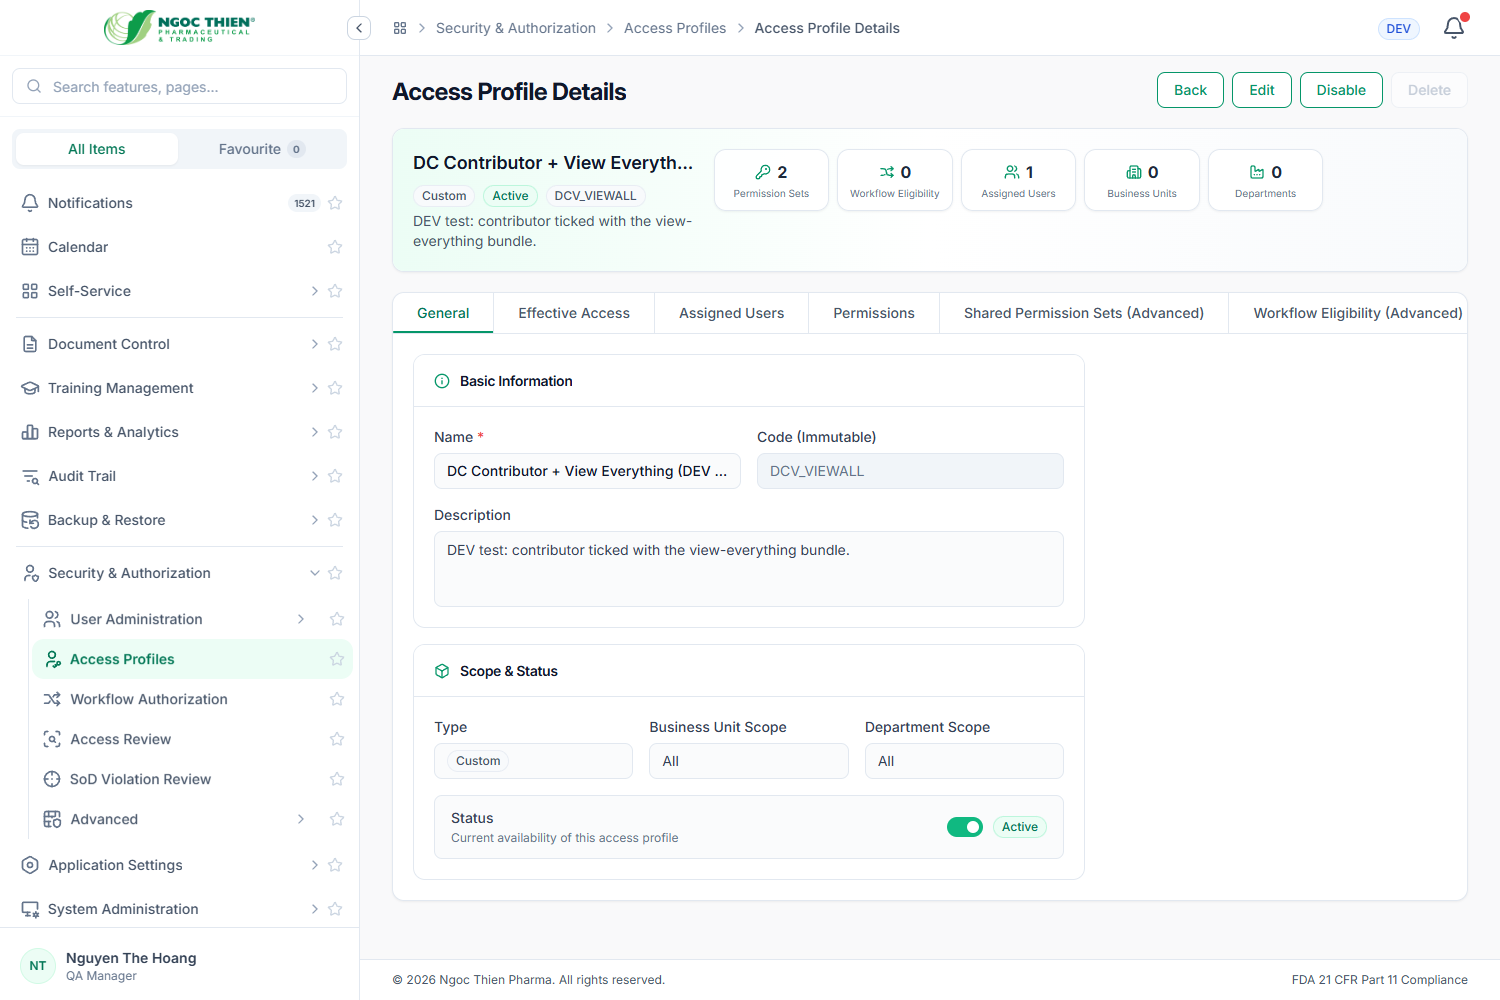 NGOC THIEN®
PHARMACEUTICAL
& TRADING
Security & Authorization
Access Profiles
Access Profile Details
DEV
Search features, pages...
All Items
Favourite 0
Notifications
1521
Calendar
Self-Service
Document Control
Training Management
Reports & Analytics
Audit Trail
Backup & Restore
Security & Authorization
User Administration
Access Profiles
Workflow Authorization
Access Review
SoD Violation Review
Advanced
Application Settings
System Administration
NT
Nguyen The Hoang
QA Manager
Access Profile Details
Back
Edit
Disable
Delete
DC Contributor + View Everyth...
Custom
Active
DCV_VIEWALL
DEV test: contributor ticked with the view-
everything bundle.
2
Permission Sets
0
Workflow Eligibility
1
Assigned Users
0
Business Units
0
Departments
General
Effective Access
Assigned Users
Permissions
Shared Permission Sets (Advanced)
Workflow Eligibility (Advanced)
Basic Information
Name *
Code (Immutable)
DC Contributor + View Everything (DEV ...
DCV_VIEWALL
Description
DEV test: contributor ticked with the view-everything bundle.
Scope & Status
Type
Business Unit Scope
Department Scope
Custom
All
All
Status
Current availability of this access profile
Active
© 2026 Ngoc Thien Pharma. All rights reserved.
FDA 21 CFR Part 11 Compliance